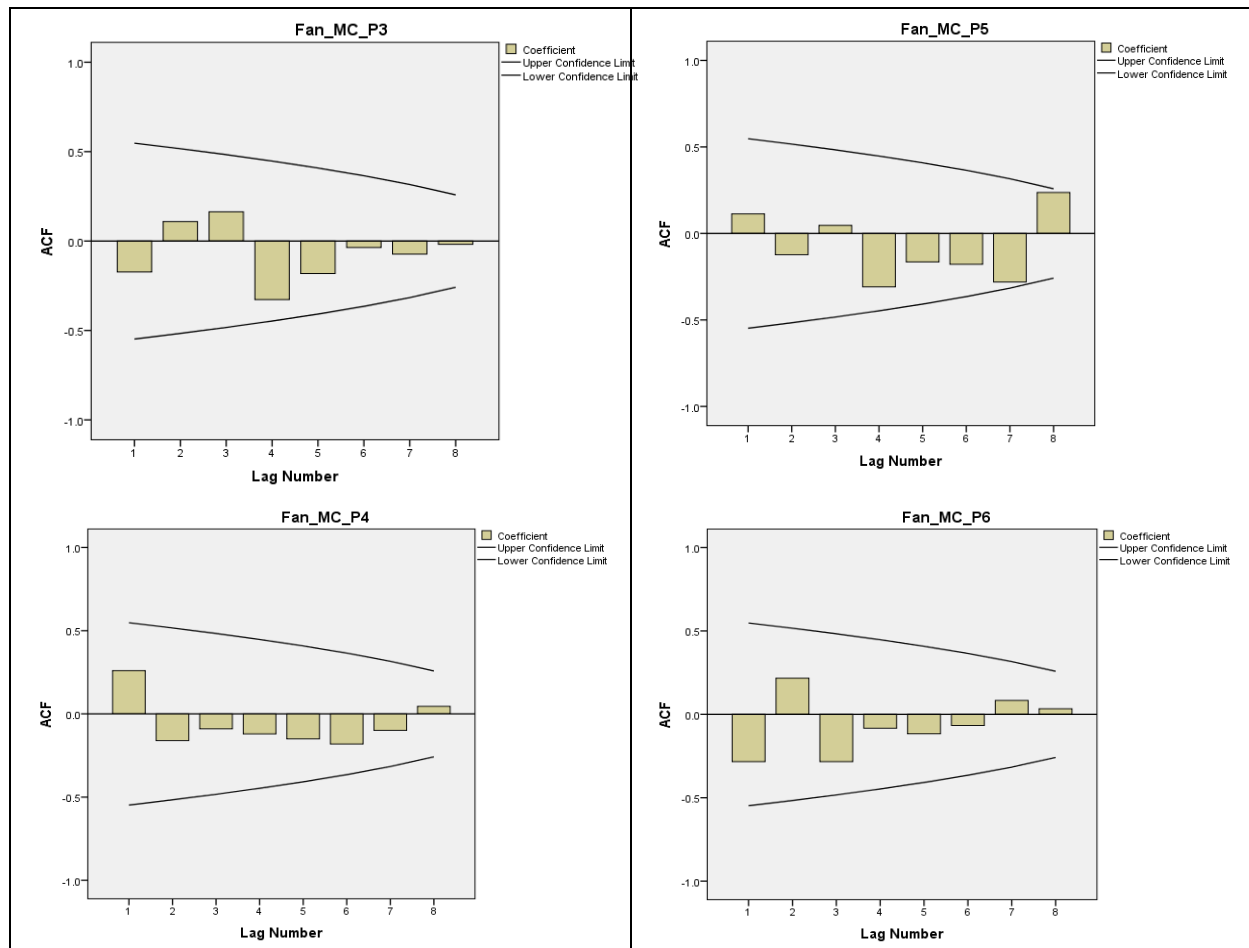 Fan_MC_P3
Coefficient
Upper Confidence Limit
Lower Confidence Limit
1.0
0.5
0.0
-0.5
-1.0
ACF
1 2 3 4 5 6 7 8
Lag Number
Fan_MC_P5
Coefficient
Upper Confidence Limit
Lower Confidence Limit
1.0
0.5
0.0
-0.5
-1.0
ACF
1 2 3 4 5 6 7 8
Lag Number
Fan_MC_P4
Coefficient
Upper Confidence Limit
Lower Confidence Limit
1.0
0.5
0.0
-0.5
-1.0
ACF
1 2 3 4 5 6 7 8
Lag Number
Fan_MC_P6
Coefficient
Upper Confidence Limit
Lower Confidence Limit
1.0
0.5
0.0
-0.5
-1.0
ACF
1 2 3 4 5 6 7 8
Lag Number